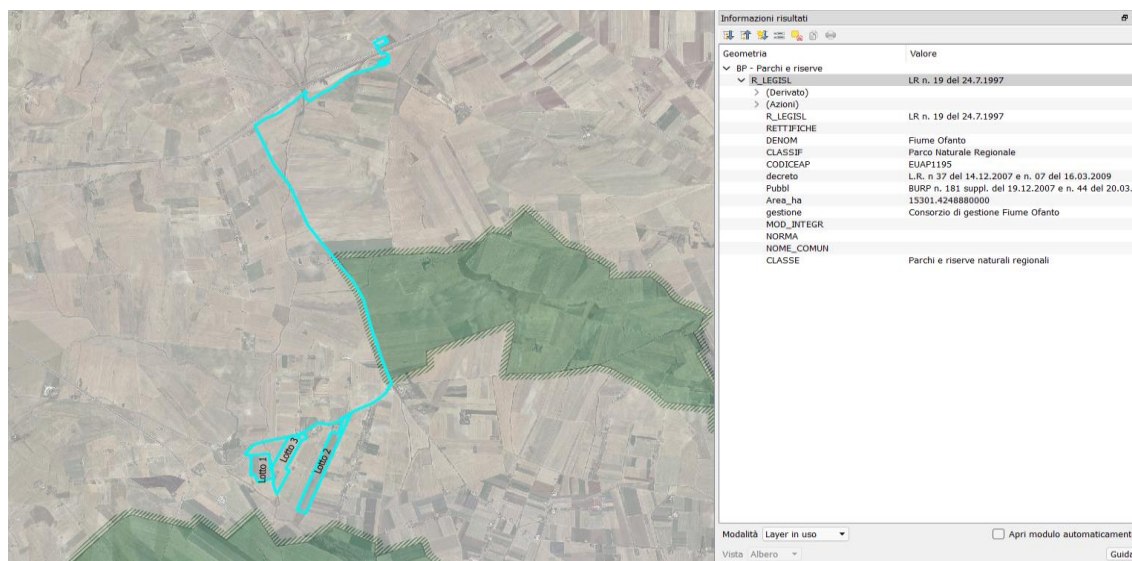 Lotto 1
Lotto 3
Lotto 2
Informazioni risultati
Geometria Valore
BP - Parchi e riserve
R_LEGISL LR n. 19 del 24.7.1997
(Derivato)
(Azioni)
R_LEGISL LR n. 19 del 24.7.1997
RETTIFICHE
DENOM Fiume Ofanto
CLASSIF Parco Naturale Regionale
CODICEAP EUAP1195
decreto L.R. n 37 del 14.12.2007 e n. 07 del 16.03.2009
Pubbl BURP n. 181 suppl. del 19.12.2007 e n. 44 del 20.03.
Area_ha 15301.4248880000
gestione Consorzio di gestione Fiume Ofanto
MOD_INTEGR
NORMA
NOME_COMUN
CLASSE Parchi e riserve naturali regionali
Modalità Layer in uso Apri modulo automaticament
Vista Albero Guida